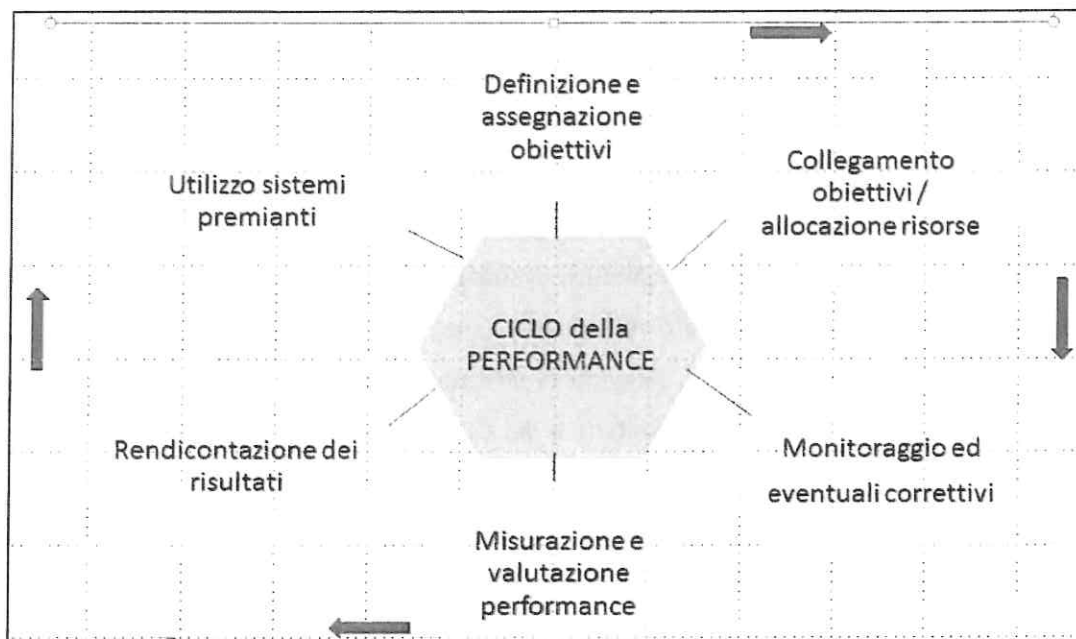 Definizione e
assegnazione
obiettivi
Collegamento
obiettivi /
allocazione risorse
Utilizzo sistemi
premianti
CICLO della
PERFORMANCE
Rendicontazione dei
risultati
Monitoraggio ed
eventuali correttivi
Misurazione e
valutazione
performance